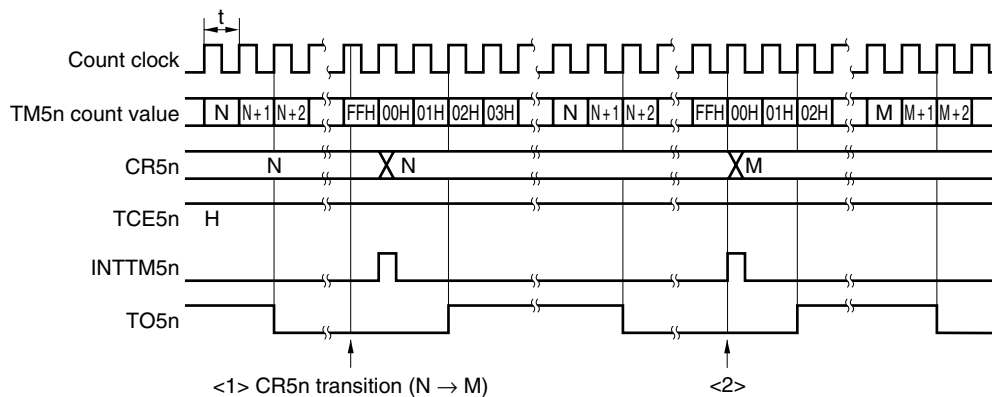 t
Count clock
TM5n count value N N+1 N+2 FFH 00H 01H 02H 03H N N+1 N+2 FFH 00H 01H 02H M M+1 M+2
CR5n N N M
TCE5n H
INTTM5n
TO5n
<1> CR5n transition (N → M) <2>